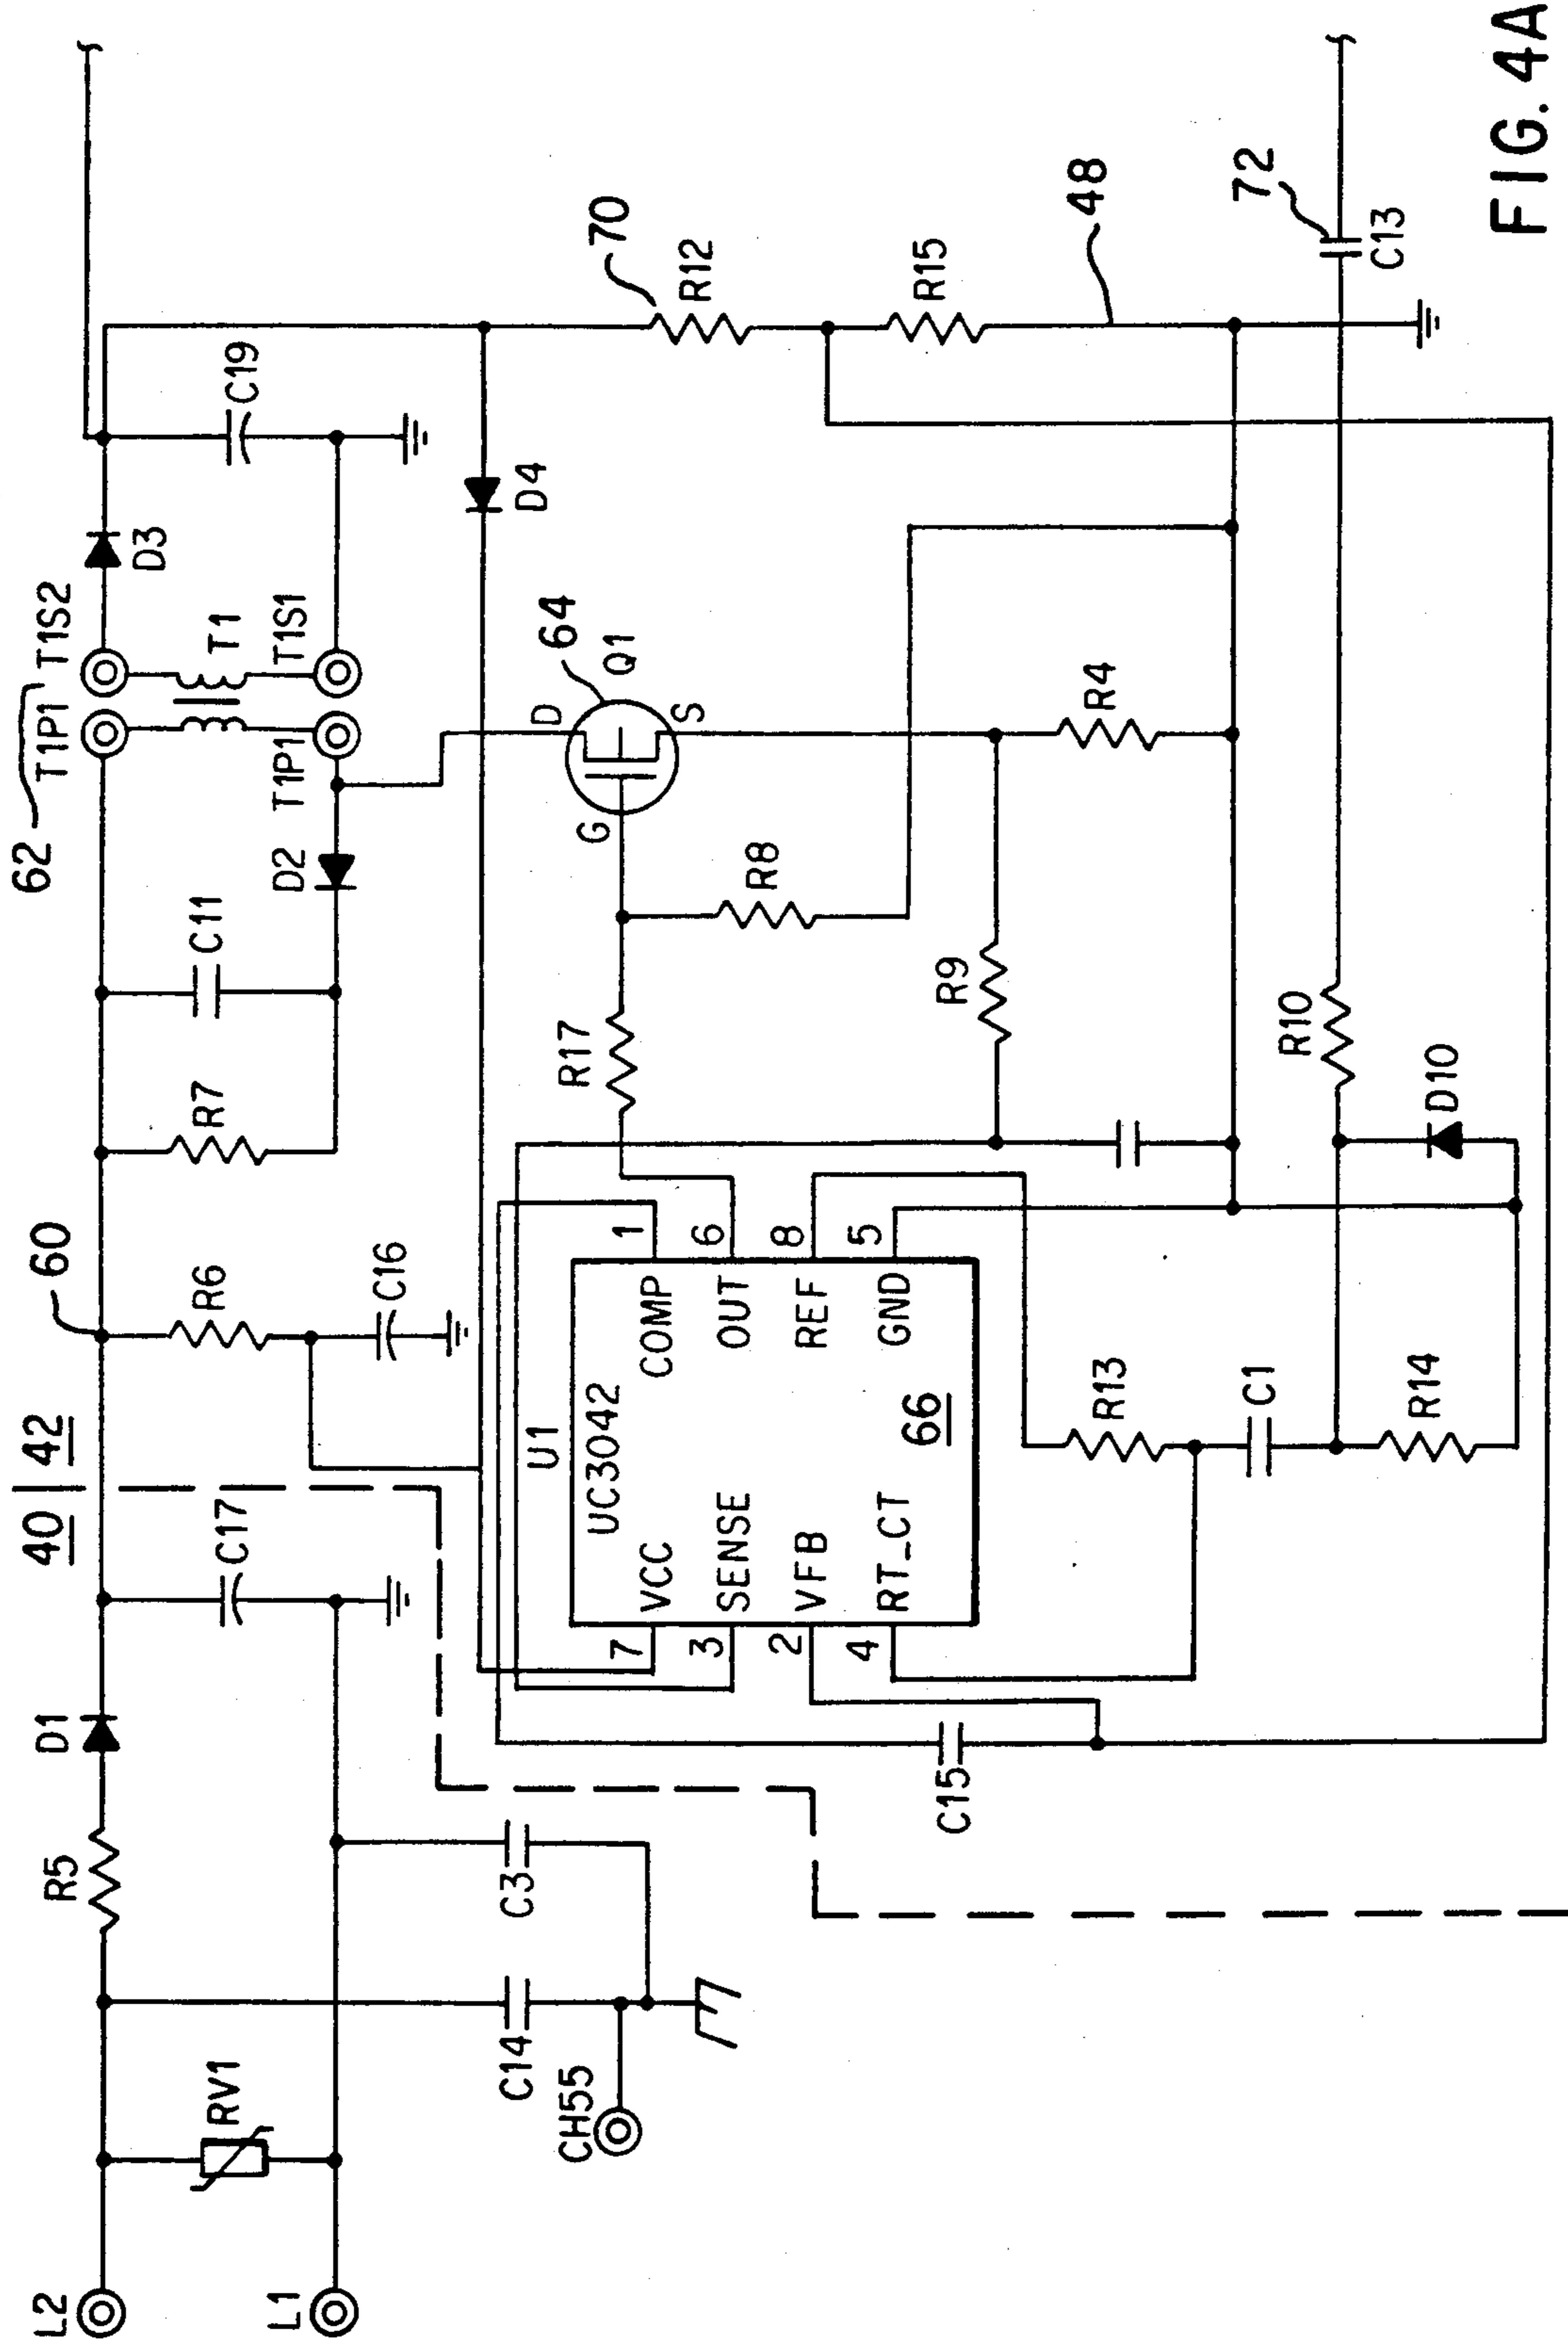 62
T1P1
T1S2
T1
T1P1
T1S1
D3
C19
60
42
40
R6
R7
C11
D2
C16
C17
D1
R5
L2
L1
RV1
C14
C3
CH55
D4
70
R12
R15
48
72
C13
64
Q1
D
G
S
R17
R8
R4
R9
R10
D10
U1
UC3042
VCC
SENSE
VFB
RT_CT
COMP
OUT
REF
GND
7
3
2
4
1
6
8
5
66
R13
C1
R14
C15
FIG. 4A